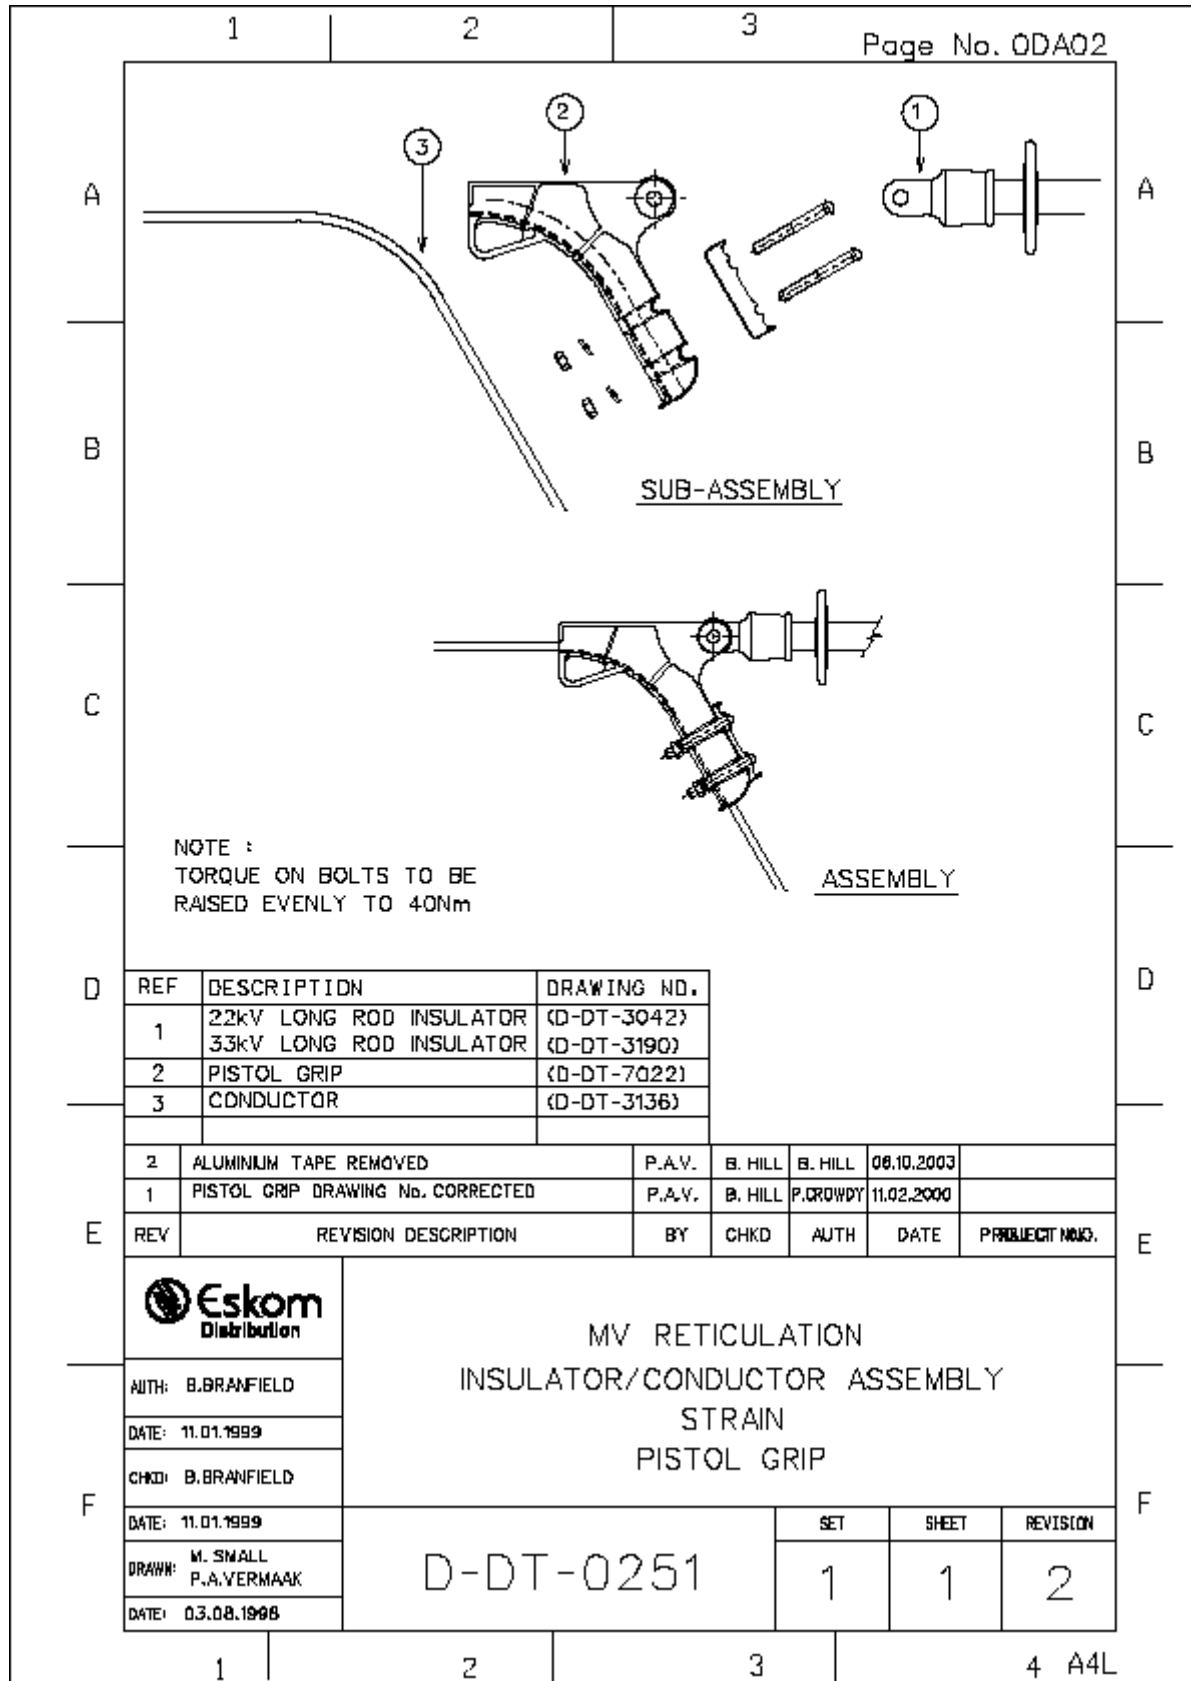 1 2 3
Page No. 0DA02
3 2 1
A A
B B
SUB-ASSEMBLY
C C
NOTE :
TORQUE ON BOLTS TO BE
RAISED EVENLY TO 40Nm
ASSEMBLY
D D
REF DESCRIPTION DRAWING NO.
1 22kV LONG ROD INSULATOR (D-DT-3042)
33kV LONG ROD INSULATOR (D-DT-3190)
2 PISTOL GRIP (D-DT-7022)
3 CONDUCTOR (D-DT-3136)
2 ALUMINIUM TAPE REMOVED P.A.V. B. HILL B. HILL 06.10.2003
1 PISTOL GRIP DRAWING No. CORRECTED P.A.V. B. HILL P.CROWDY 11.02.2000
E E
REV REVISION DESCRIPTION BY CHKD AUTH DATE
Eskom
Distribution
MV RETICULATION
INSULATOR/CONDUCTOR ASSEMBLY
STRAIN
PISTOL GRIP
AUTH: B.BRANFIELD
DATE: 11.01.1999
CHKD: B.BRANFIELD
F F
DATE: 11.01.1999
DRAWN: M. SMALL
P.A.VERMAAK
DATE: 03.08.1998
D-DT-0251
SET SHEET REVISION
1 1 2
1 2 3 4 A4L